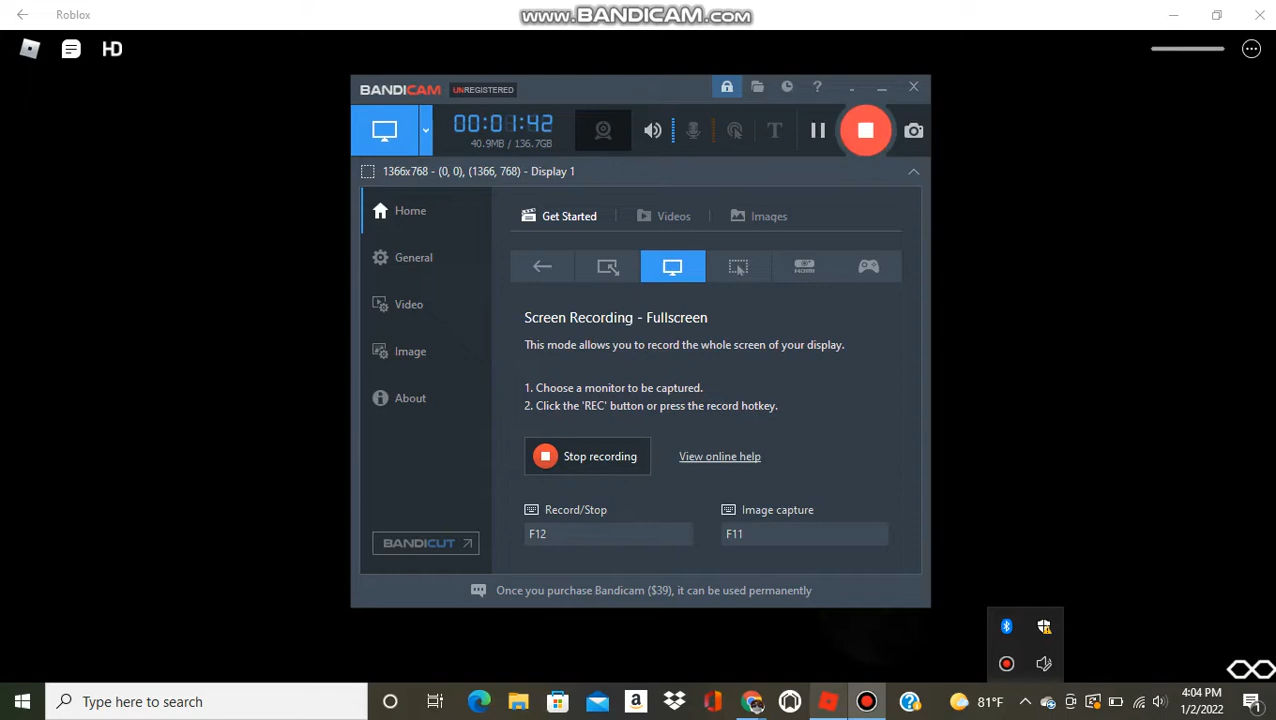 Roblox
www.BANDICAM.com
HD
BANDICAM UNREGISTERED
00:01:42
40.9MB / 136.7GB
1366x768 - (0, 0), (1366, 768) - Display 1
Home
General
Video
Image
About
BANDICUT
Get Started
Videos
Images
HDMI
Screen Recording - Fullscreen
This mode allows you to record the whole screen of your display.
1. Choose a monitor to be captured.
2. Click the 'REC' button or press the record hotkey.
Stop recording
View online help
Record/Stop
Image capture
F12
F11
Once you purchase Bandicam ($39), it can be used permanently
Type here to search
81°F
4:04 PM
1/2/2022